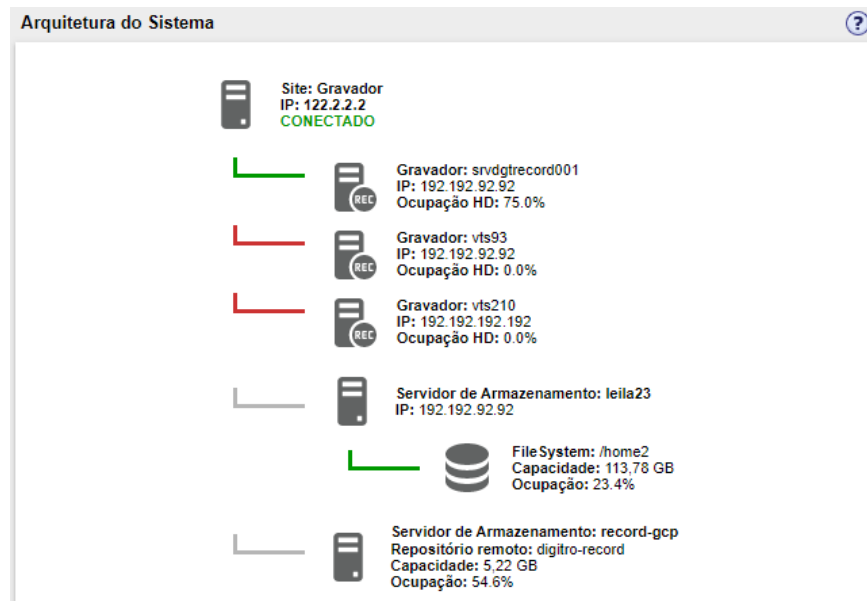 Arquitetura do Sistema
?
Site: Gravador
IP: 122.2.2.2
CONECTADO
Gravador: srvdgtrecord001
IP: 192.192.92.92
Ocupação HD: 75.0%
REC
Gravador: vts93
IP: 192.192.92.92
Ocupação HD: 0.0%
REC
Gravador: vts210
IP: 192.192.192.192
Ocupação HD: 0.0%
REC
Servidor de Armazenamento: leila23
IP: 192.192.92.92
FileSystem: /home2
Capacidade: 113,78 GB
Ocupação: 23.4%
Servidor de Armazenamento: record-gcp
Repositório remoto: digitro-record
Capacidade: 5,22 GB
Ocupação: 54.6%